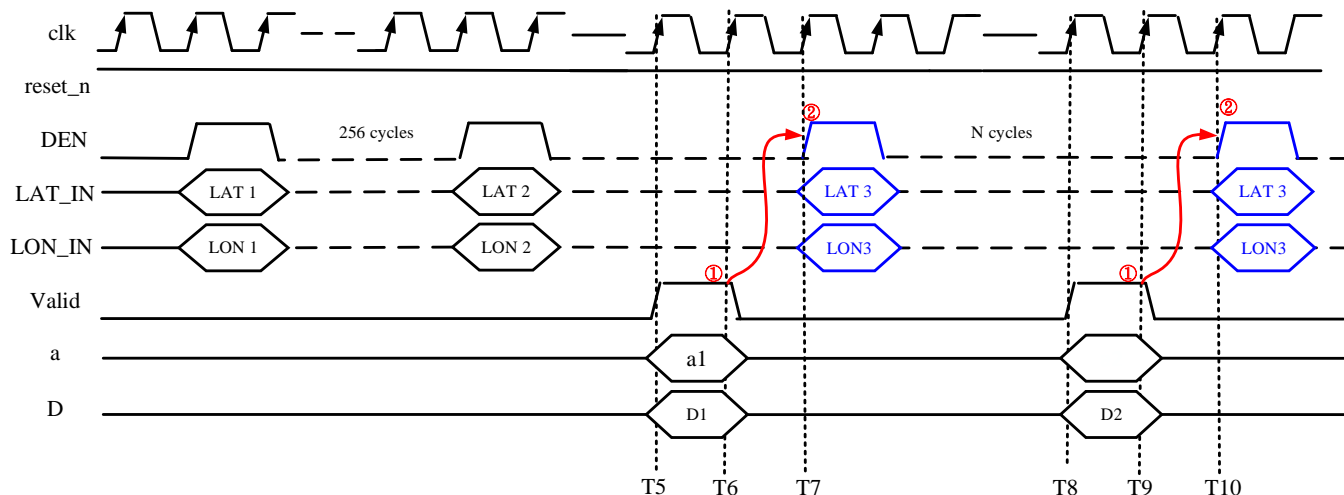 clk
reset_n
DEN 256 cycles ② N cycles ②
LAT_IN LAT 1 LAT 2 LAT 3 LAT 3
LON_IN LON 1 LON 2 LON3 LON3
Valid ① ①
a a1
D D1 D2
T5 T6 T7 T8 T9 T10